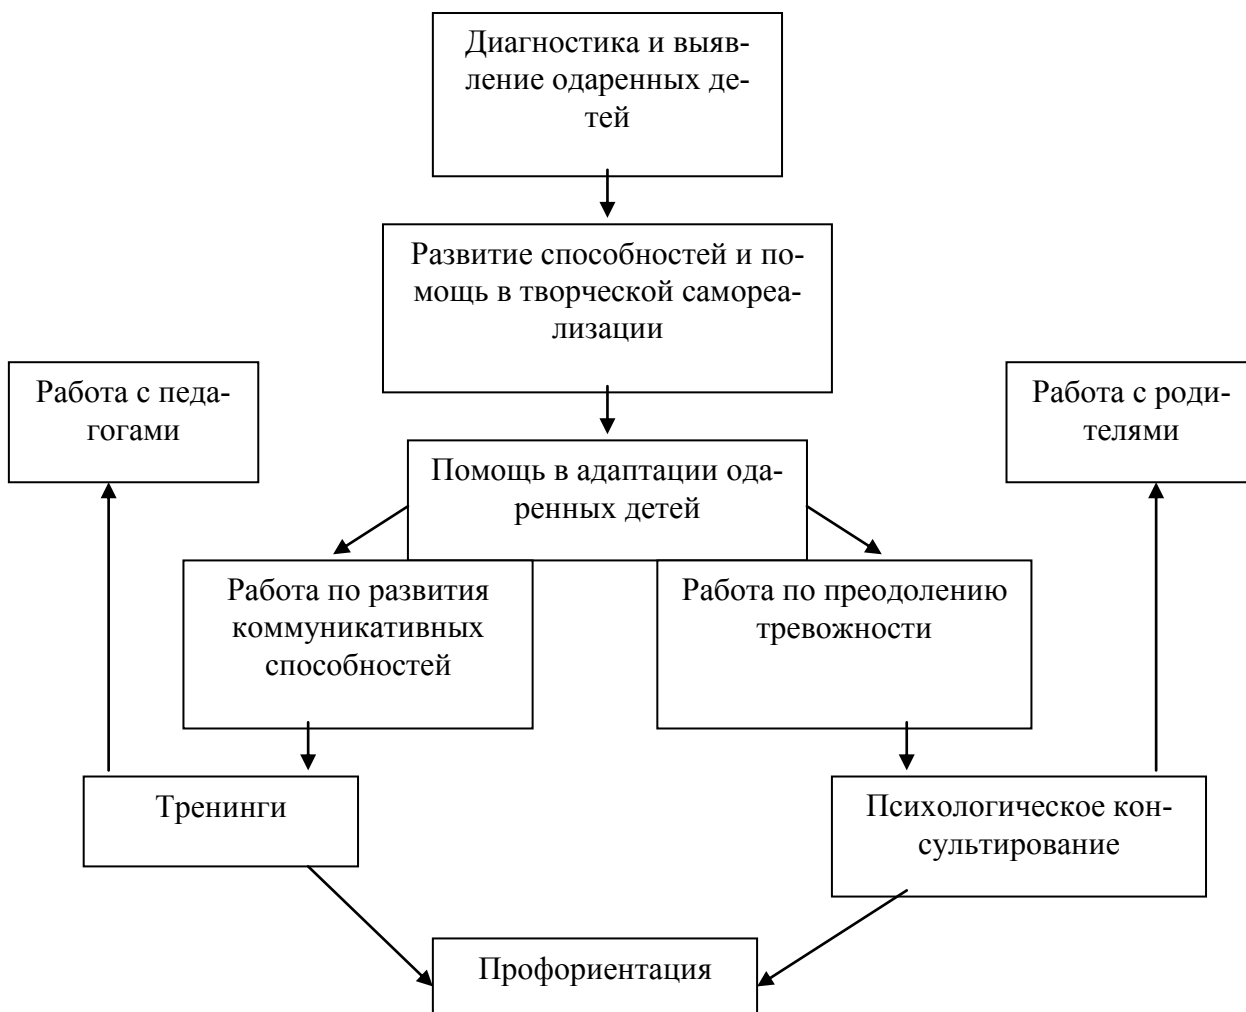 Диагностика и выяв-
ление одаренных де-
тей
Развитие способностей и по-
мощь в творческой самореа-
лизации
Работа с педа-
гогами
Работа с роди-
телями
Помощь в адаптации ода-
ренных детей
Работа по развития
коммуникативных
способностей
Работа по преодолению
тревожности
Тренинги
Психологическое кон-
сультирование
Профориентация